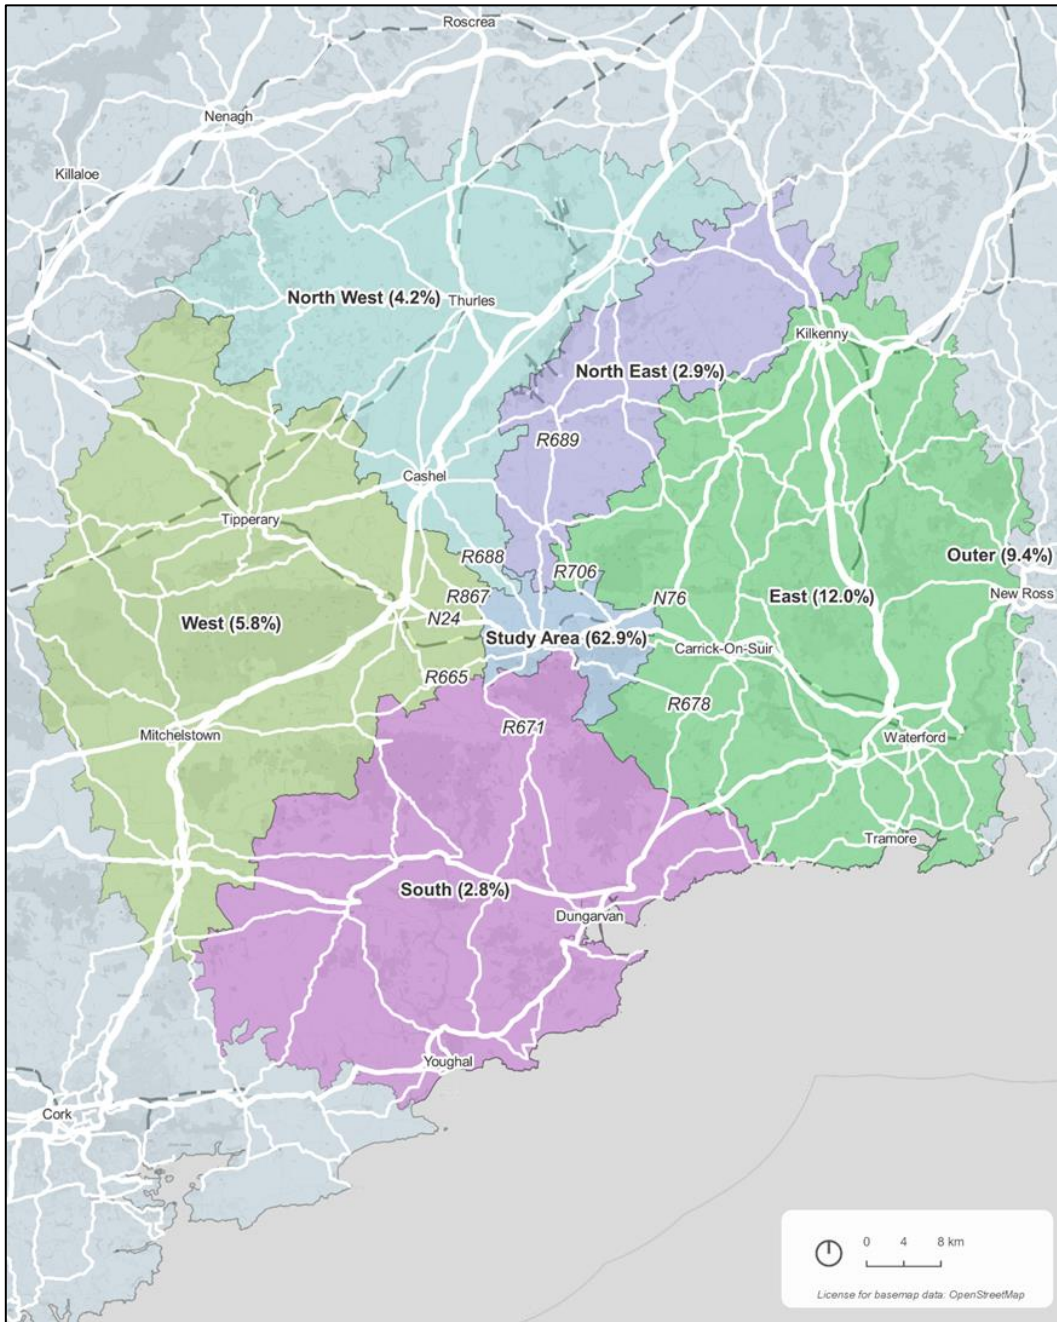 Roscrea
Nenagh
Killaloe
North West (4.2%)
Thurles
Kilkenny
North East (2.9%)
R689
Cashel
Tipperary
R688
R706
Outer (9.4%)
R867
N76
East (12.0%)
New Ross
N24
West (5.8%)
Study Area (62.9%)
Carrick-On-Suir
R665
R678
R671
Mitchelstown
Waterford
Tramore
South (2.8%)
Dungarvan
Youghal
Cork
0 4 8 km
License for basemap data: OpenStreetMap